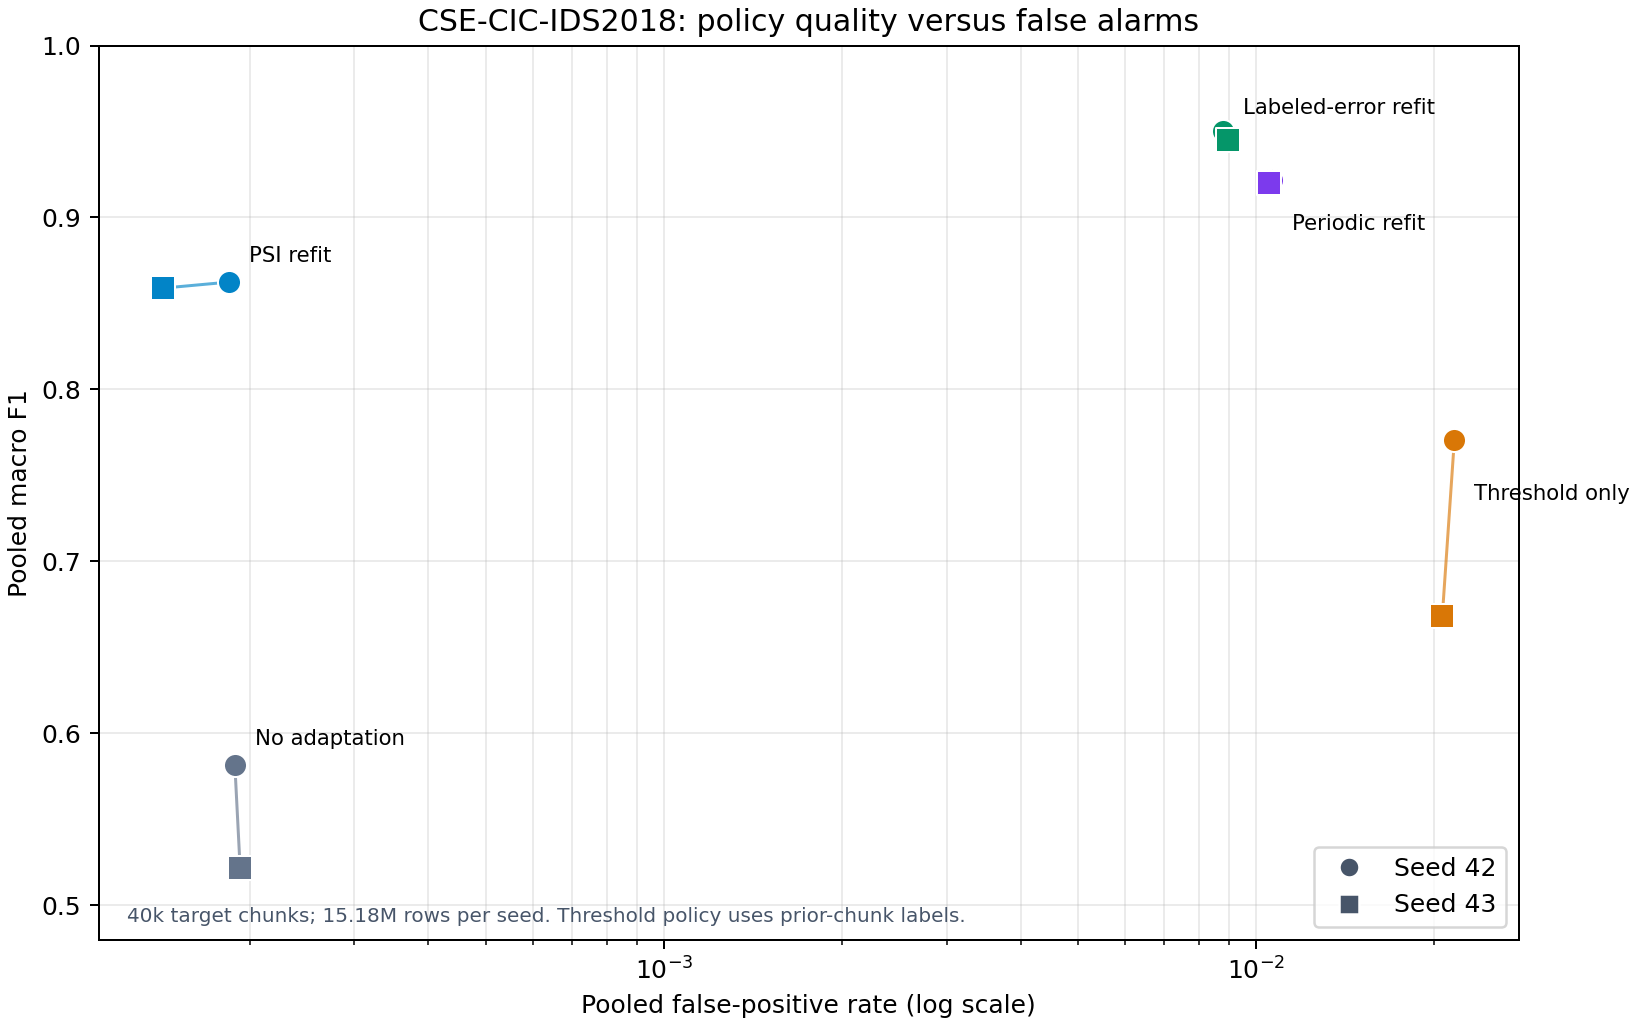 CSE-CIC-IDS2018: policy quality versus false alarms
Pooled macro F1
1.0
0.9
0.8
0.7
0.6
0.5
Labeled-error refit
Periodic refit
PSI refit
Threshold only
No adaptation
Seed 42
Seed 43
40k target chunks; 15.18M rows per seed. Threshold policy uses prior-chunk labels.
10⁻³
10⁻²
Pooled false-positive rate (log scale)